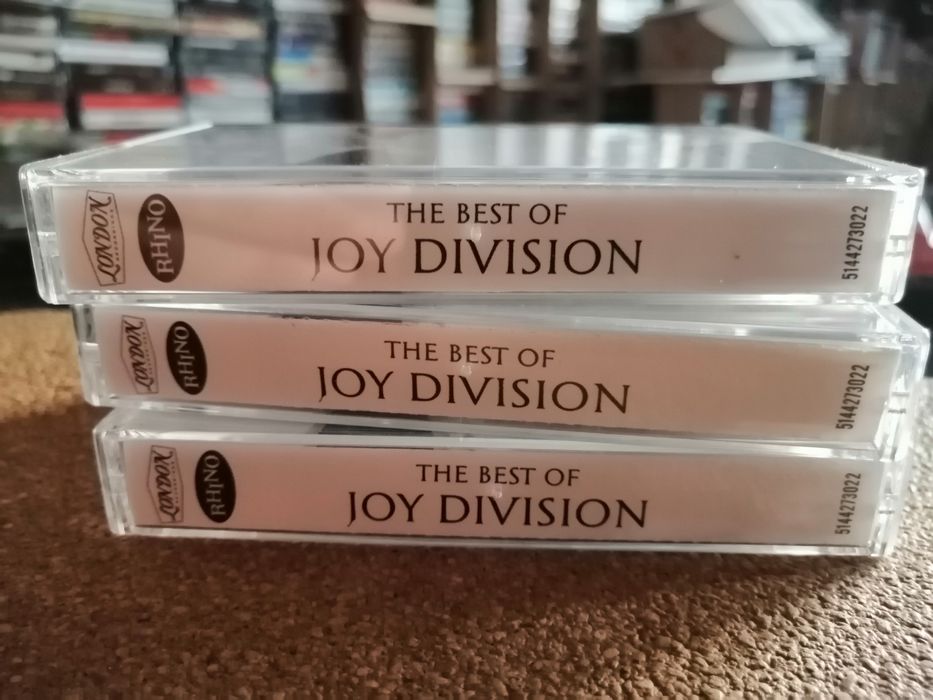 LONDON
RHINO
THE BEST OF
JOY DIVISION
5144273022
LONDON
RHINO
THE BEST OF
JOY DIVISION
5144273022
LONDON
RHINO
THE BEST OF
JOY DIVISION
5144273022